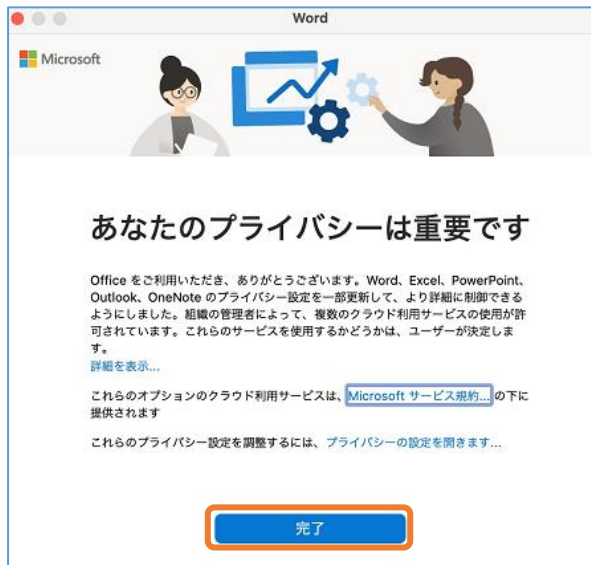 Word
Microsoft
あなたのプライバシーは重要です
Office をご利用いただき、ありがとうございます。Word、Excel、PowerPoint、
Outlook、OneNote のプライバシー設定を一部更新して、より詳細に制御できる
ようにしました。組織の管理者によって、複数のクラウド利用サービスの使用が許
可されています。これらのサービスを使用するかどうかは、ユーザーが決定しま
す。
詳細を表示...
これらのオプションのクラウド利用サービスは、Microsoft サービス規約... の下に
提供されます
これらのプライバシー設定を調整するには、プライバシーの設定を開きます...
完了